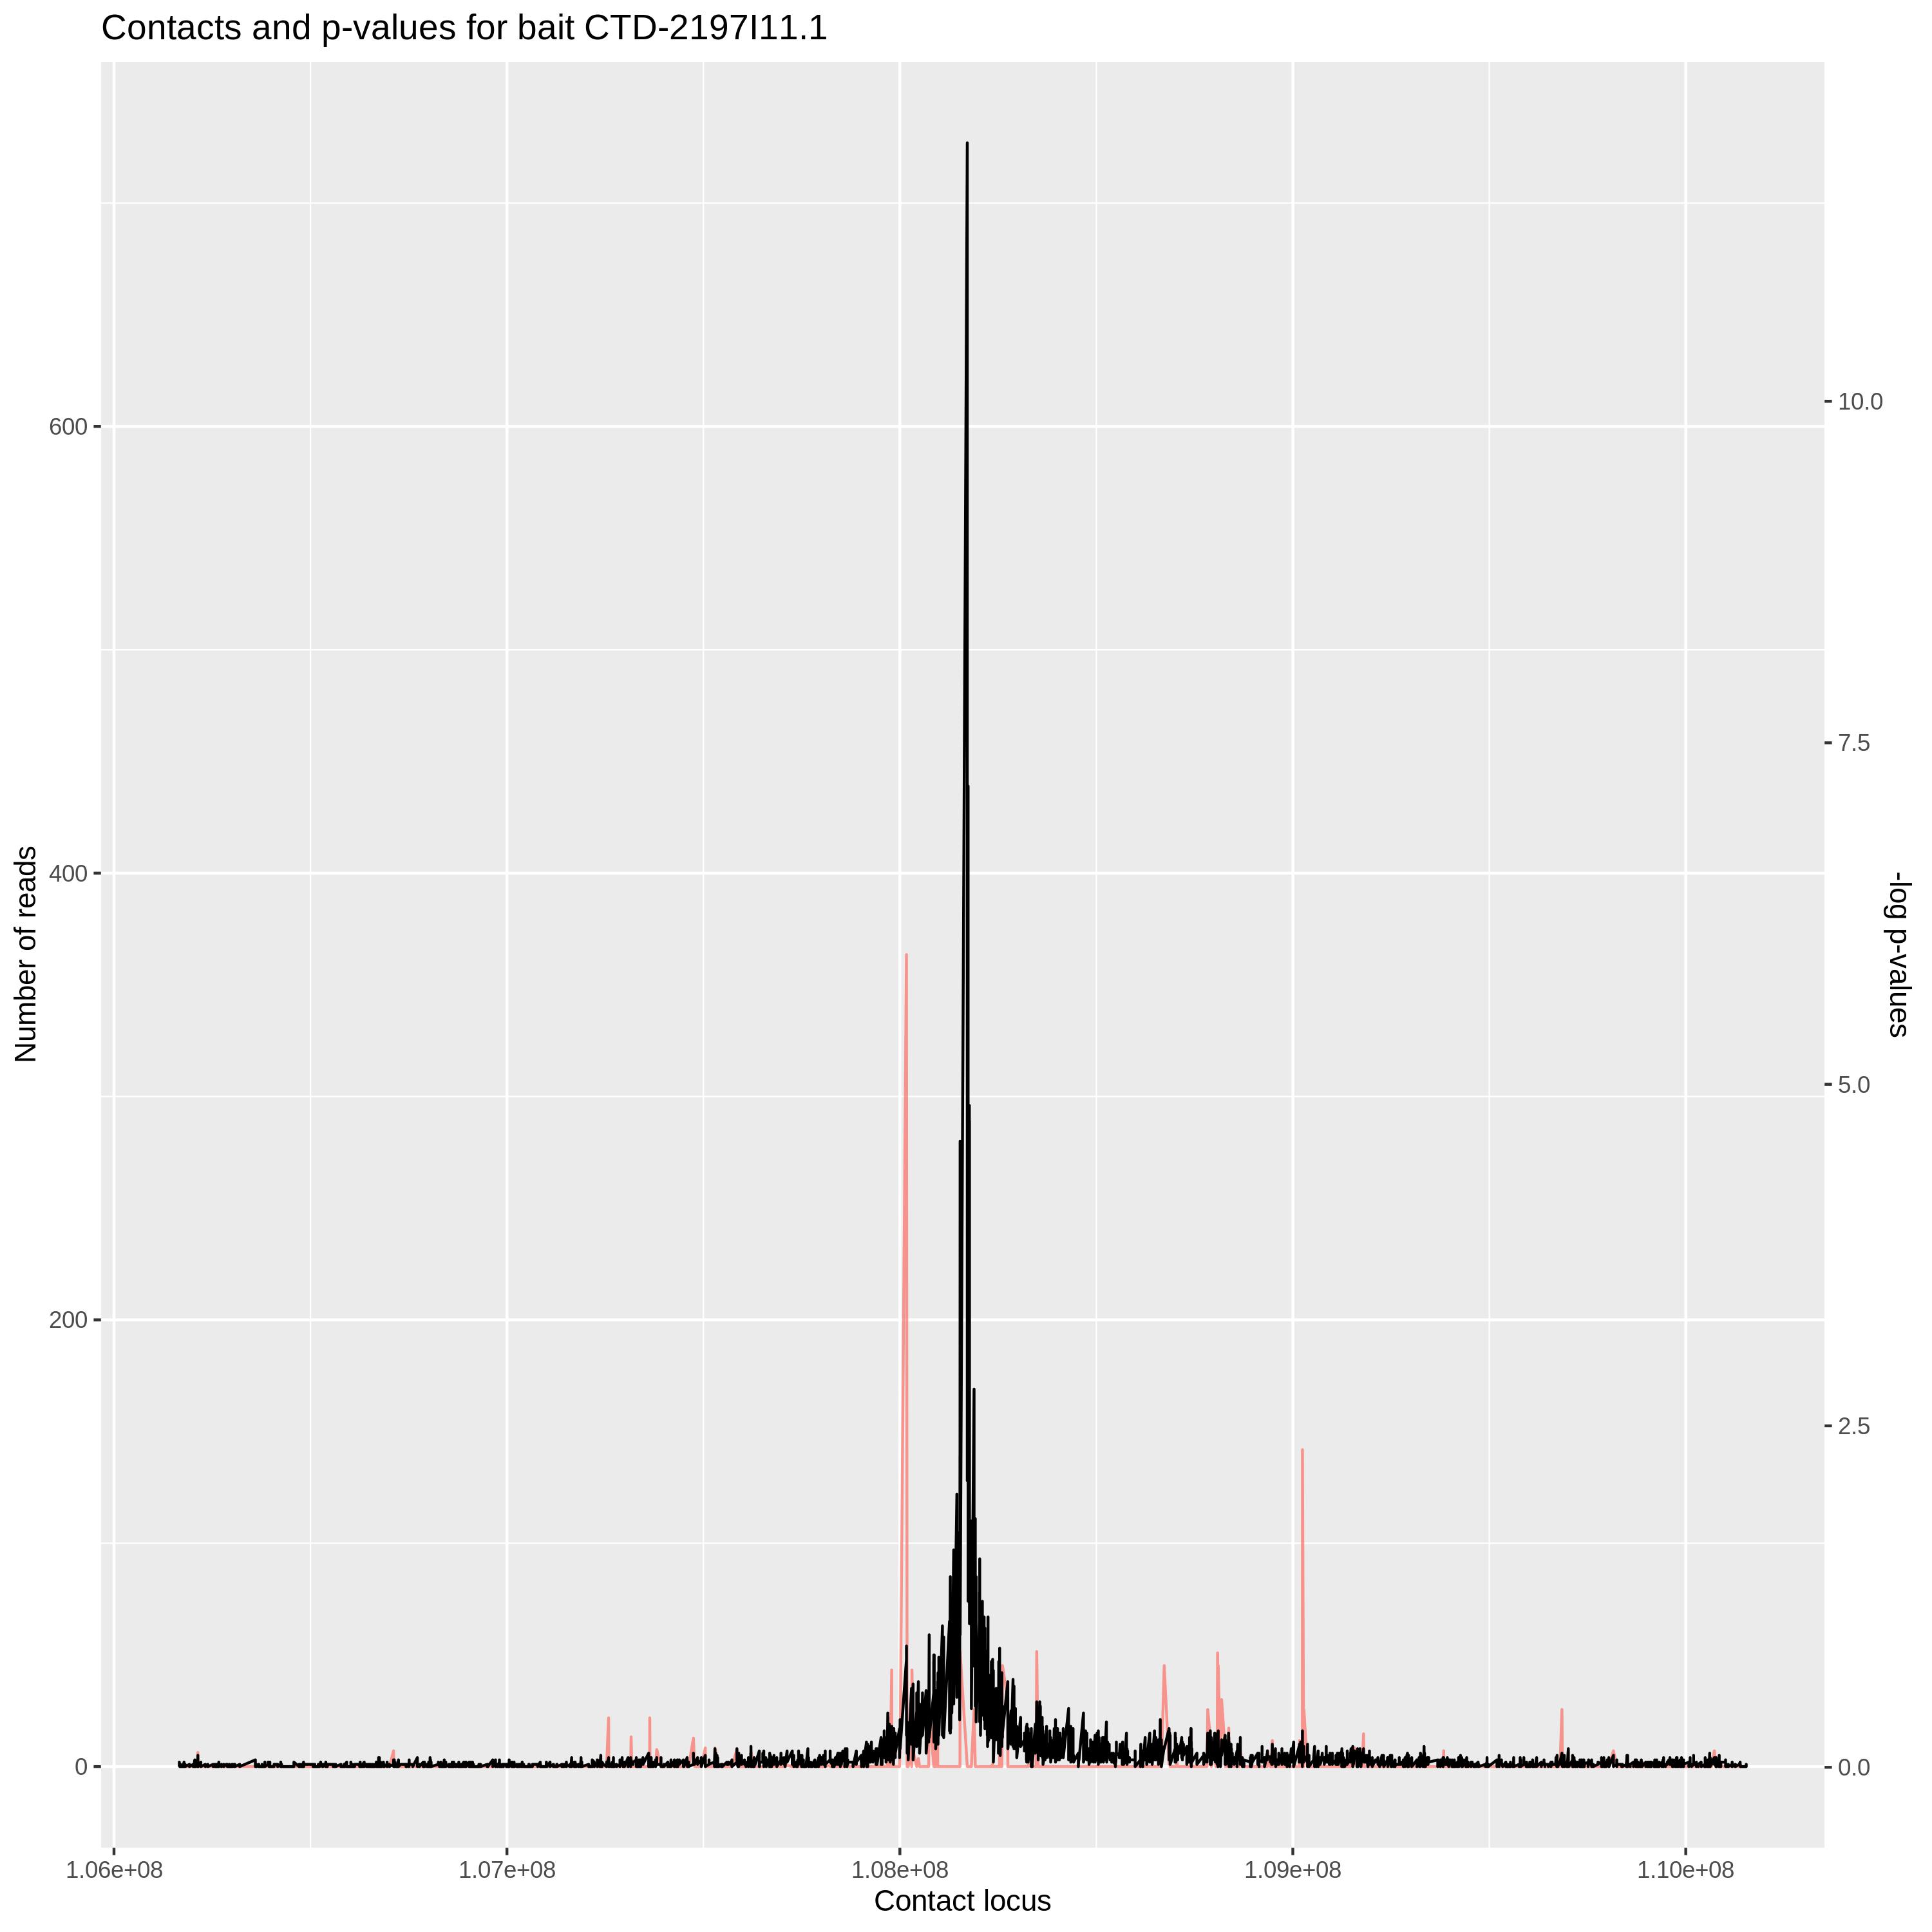 Contacts and p-values for bait CTD-2197I11.1
Number of reads
600
400
200
0
10.0
7.5
5.0
2.5
0.0
-log p-values
1.06e+08 1.07e+08 1.08e+08 1.09e+08 1.10e+08
Contact locus